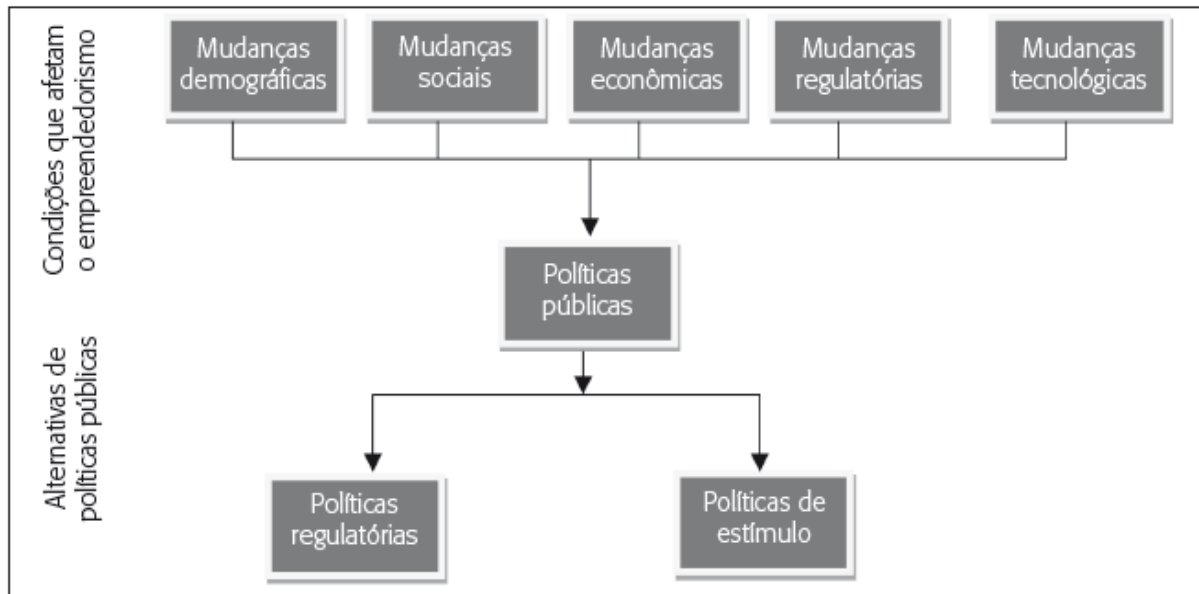 Condições que afetam
o empreendedorismo
Mudanças
demográficas
Mudanças
sociais
Mudanças
econômicas
Mudanças
regulatórias
Mudanças
tecnológicas
Políticas
públicas
Alternativas de
políticas públicas
Políticas
regulatórias
Políticas de
estímulo